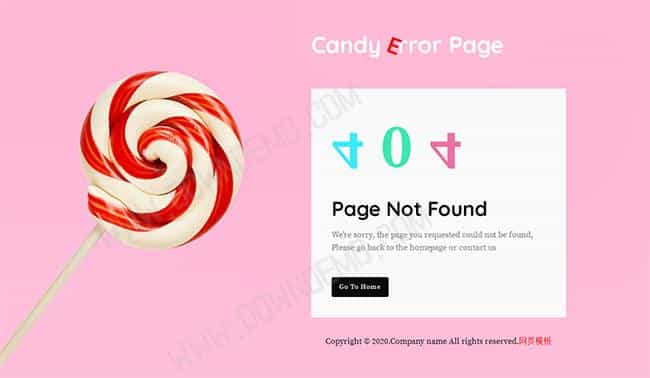 Candy Error Page
4 0 4
Page Not Found
We're sorry, the page you requested could not be found,
Please go back to the homepage or contact us
Go To Home
Copyright © 2020.Company name All rights reserved.网页模板
WWW.DOWNDEMO.COM
WWW.DOWNDEMO.COM